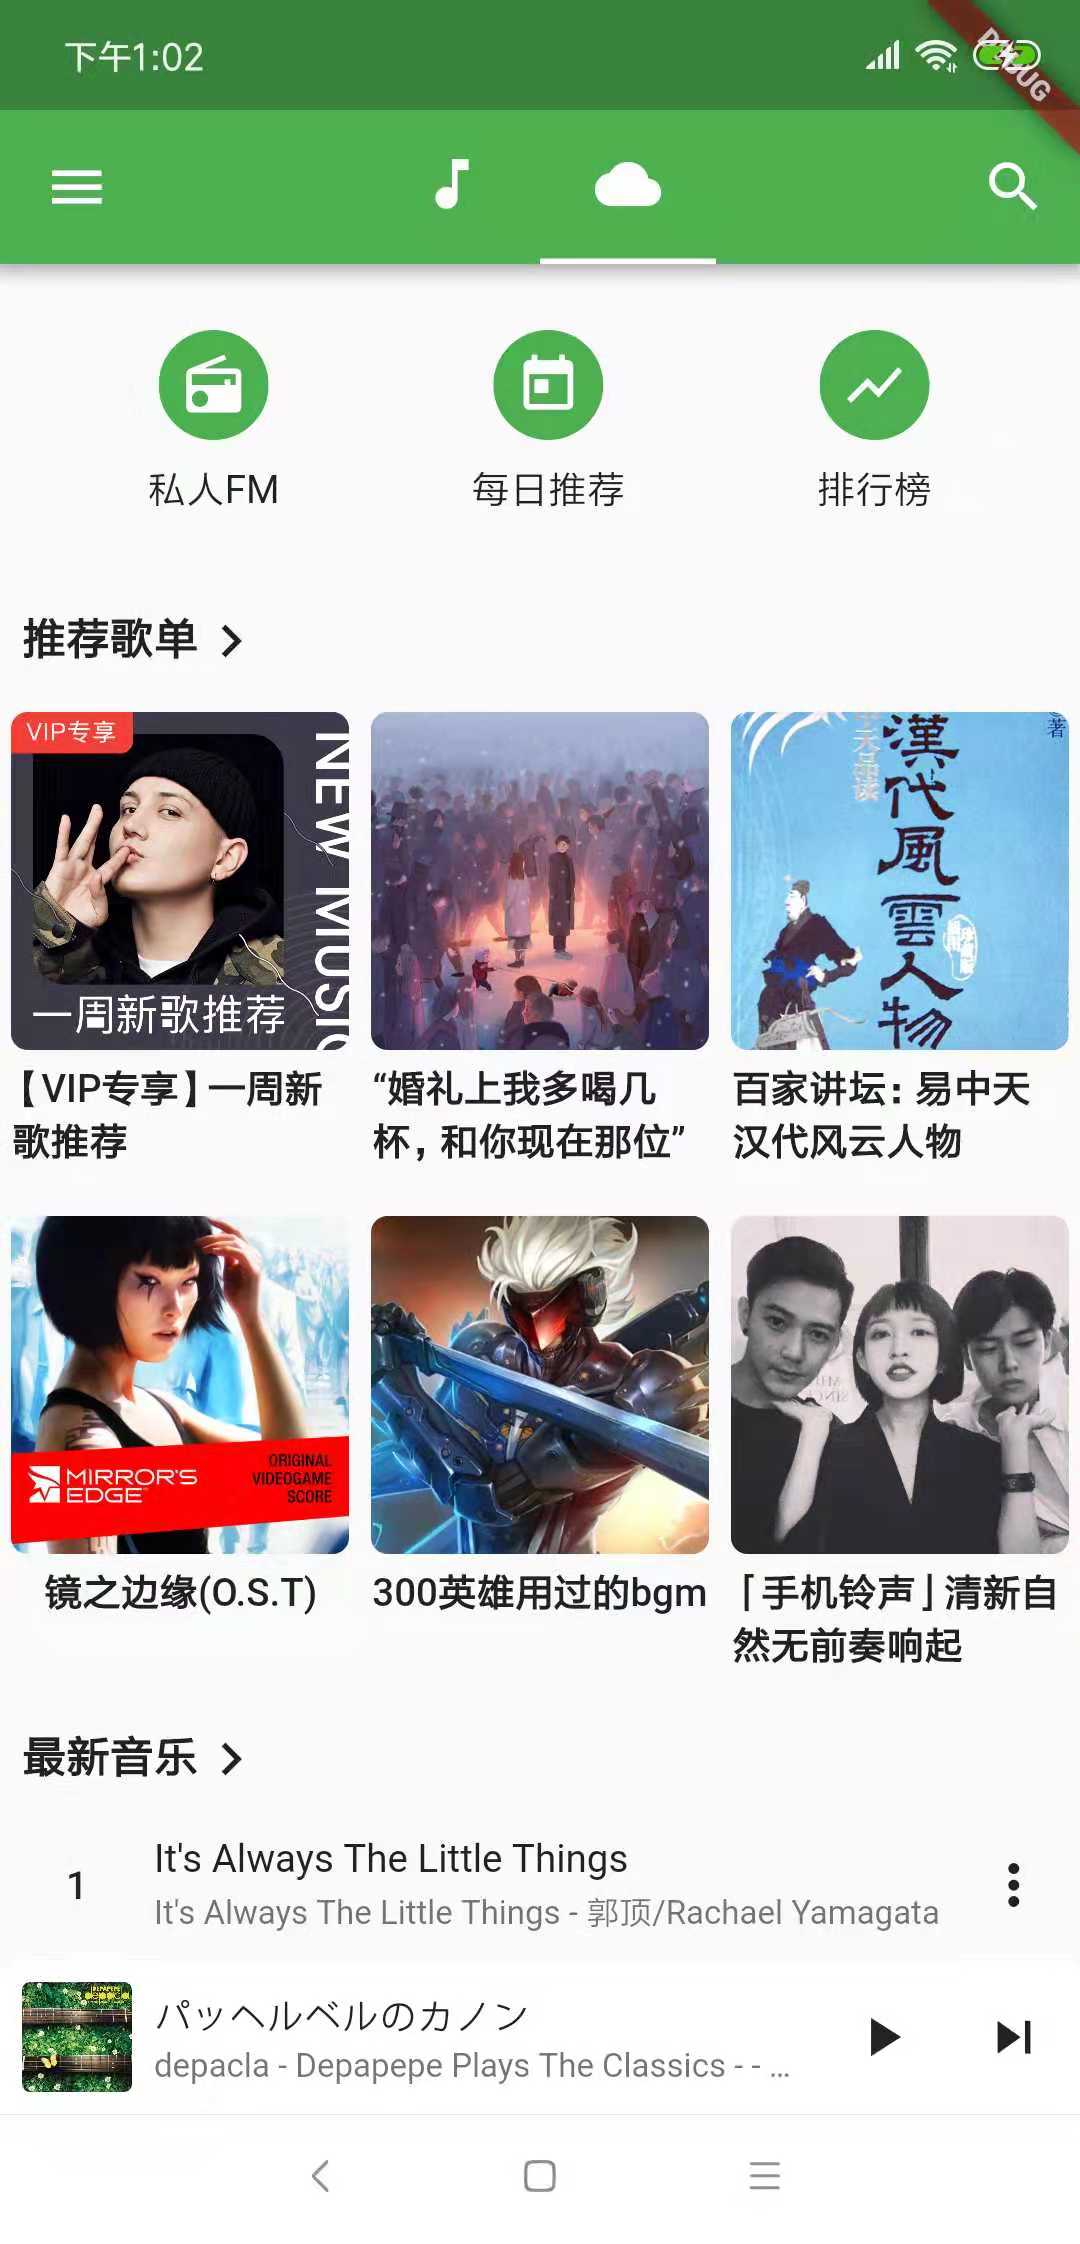 下午1:02
DEBUG
私人FM
每日推荐
排行榜
推荐歌单
VIP专享
NEW MUSIC
一周新歌推荐
漢代風雲人物
著
【VIP专享】一周新
歌推荐
“婚礼上我多喝几
杯，和你现在那位”
百家讲坛：易中天
汉代风云人物
MIRROR'S
EDGE
ORIGINAL
VIDEOGAME
SCORE
镜之边缘(O.S.T)
300英雄用过的bgm
「手机铃声」清新自
然无前奏响起
最新音乐
1
It's Always The Little Things
It's Always The Little Things - 郭顶/Rachael Yamagata
DEPAPEPE
depacla
パッヘルベルのカノン
depacla - Depapepe Plays The Classics - - ...